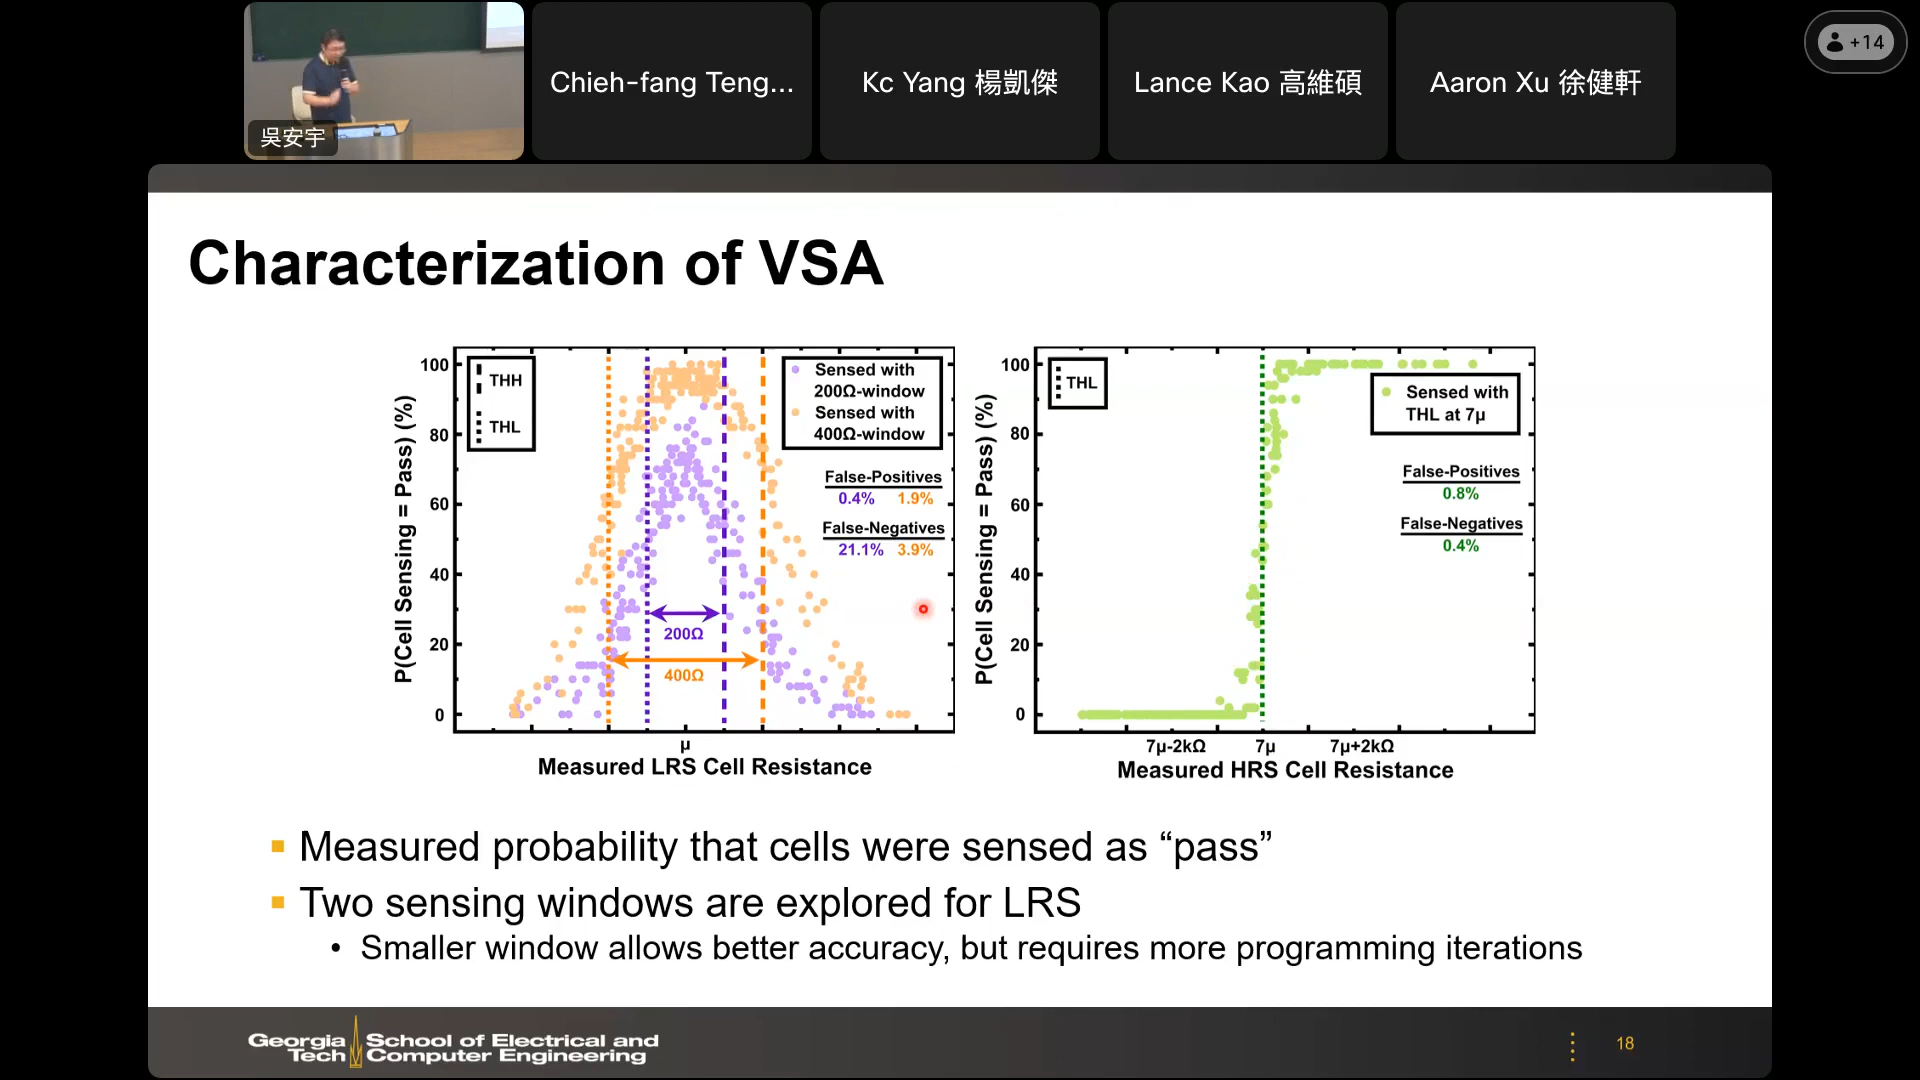 吳安宇
Chieh-fang Teng...
Kc Yang 楊凱傑
Lance Kao 高維碩
Aaron Xu 徐健軒
+14
Characterization of VSA
P(Cell Sensing = Pass) (%)
100
80
60
40
20
0
THH
THL
Sensed with
200Ω-window
Sensed with
400Ω-window
False-Positives
0.4% 1.9%
False-Negatives
21.1% 3.9%
200Ω
400Ω
μ
Measured LRS Cell Resistance
P(Cell Sensing = Pass) (%)
100
80
60
40
20
0
THL
Sensed with
THL at 7μ
False-Positives
0.8%
False-Negatives
0.4%
7μ-2kΩ 7μ 7μ+2kΩ
Measured HRS Cell Resistance
Measured probability that cells were sensed as “pass”
Two sensing windows are explored for LRS
• Smaller window allows better accuracy, but requires more programming iterations
Georgia Tech
School of Electrical and
Computer Engineering
18